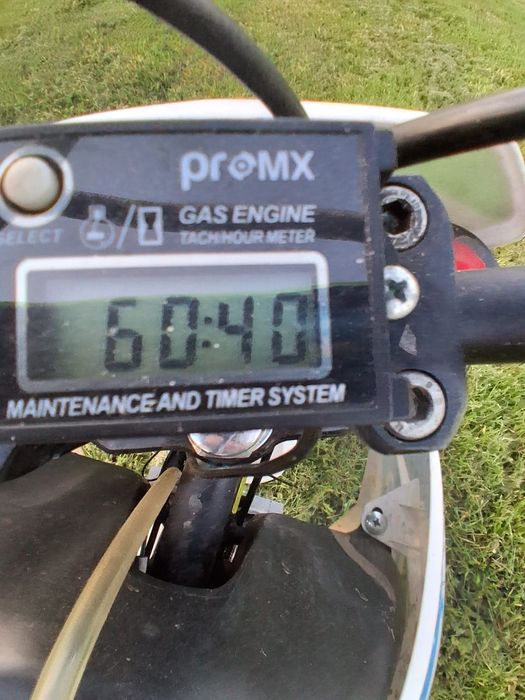 proMX
GAS ENGINE
SELECT
TACH/HOUR METER
60:40
MAINTENANCE AND TIMER SYSTEM